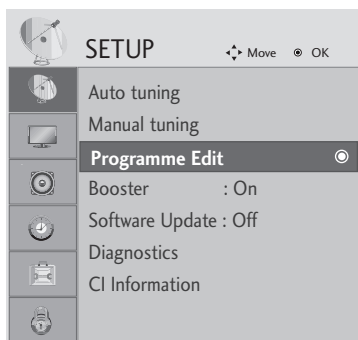 SETUP
Move OK
Auto tuning
Manual tuning
Programme Edit
Booster : On
Software Update : Off
Diagnostics
CI Information